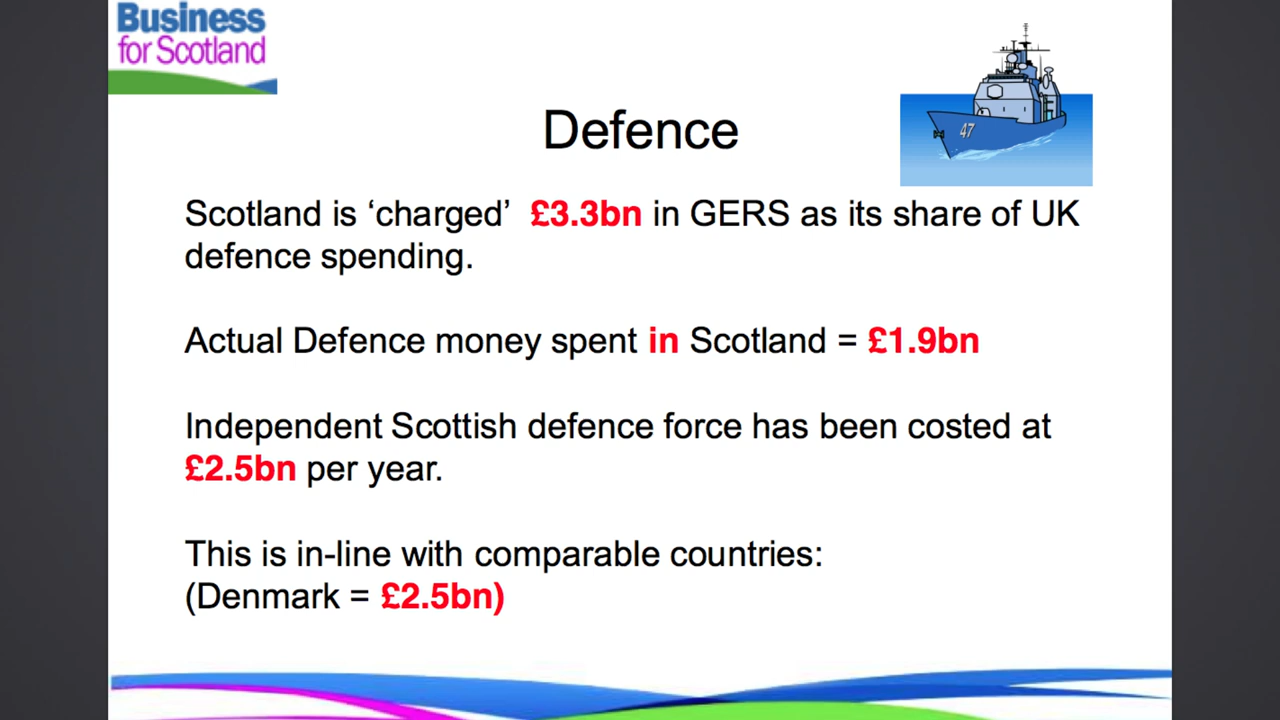 Business
for Scotland
47
Defence
Scotland is ‘charged’ £3.3bn in GERS as its share of UK
defence spending.
Actual Defence money spent in Scotland = £1.9bn
Independent Scottish defence force has been costed at
£2.5bn per year.
This is in-line with comparable countries:
(Denmark = £2.5bn)